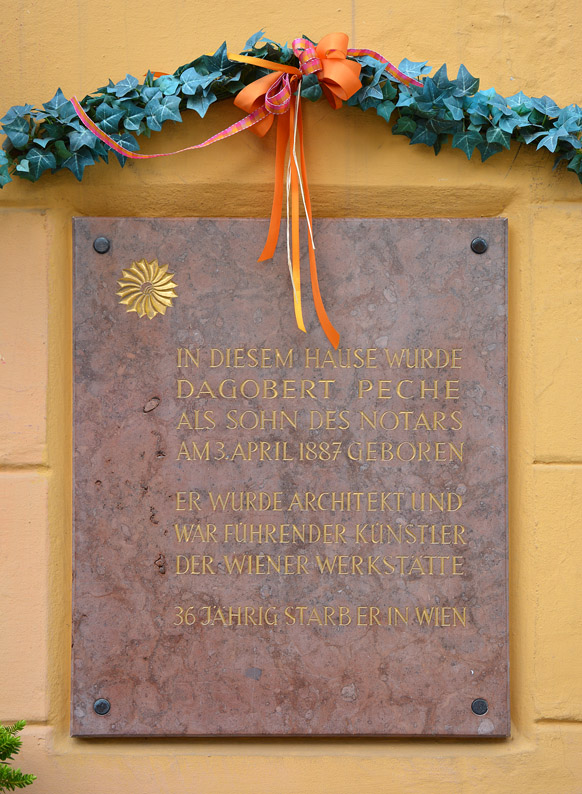 IN DIESEM HAUSE WURDE
DAGOBERT PECHE
ALS SOHN DES NOTARS
AM 3. APRIL 1887 GEBOREN
ER WURDE ARCHITEKT UND
WAR FÜHRENDER KÜNSTLER
DER WIENER WERKSTÄTTE
36 JÄHRIG STARB ER IN WIEN